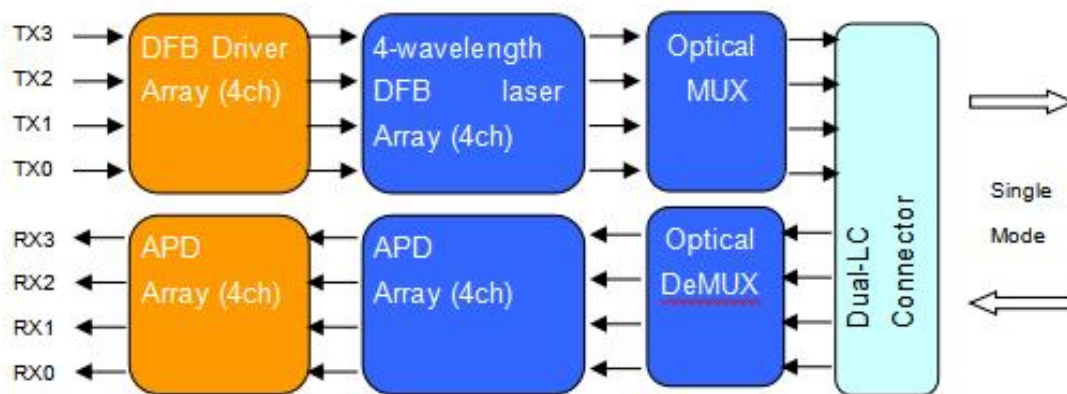 TX3
TX2
TX1
TX0
DFB Driver
Array (4ch)
4-wavelength
DFB laser
Array (4ch)
Optical
MUX
RX3
RX2
RX1
RX0
APD
Array (4ch)
APD
Array (4ch)
Optical
DeMUX
Dual-LC
Connector
Single
Mode